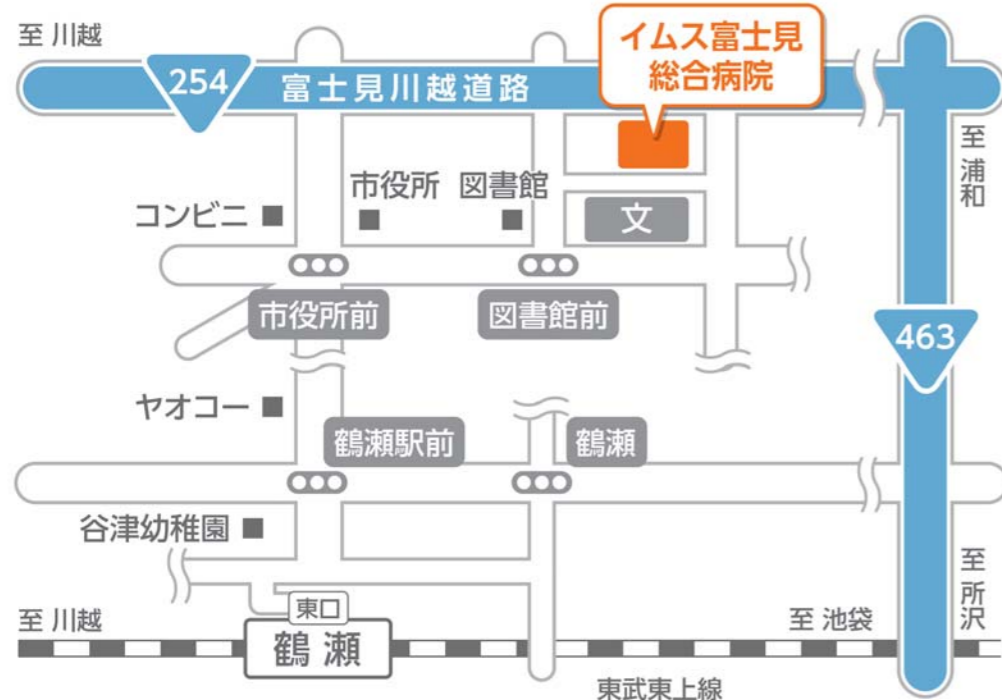 至 川越
254
富士見川越道路
イムス富士見
総合病院
至 浦和
市役所
図書館
コンビニ
文
市役所前
図書館前
463
ヤオコー
鶴瀬駅前
鶴瀬
谷津幼稚園
東口
至 川越
鶴瀬
至 池袋
至 所沢
東武東上線